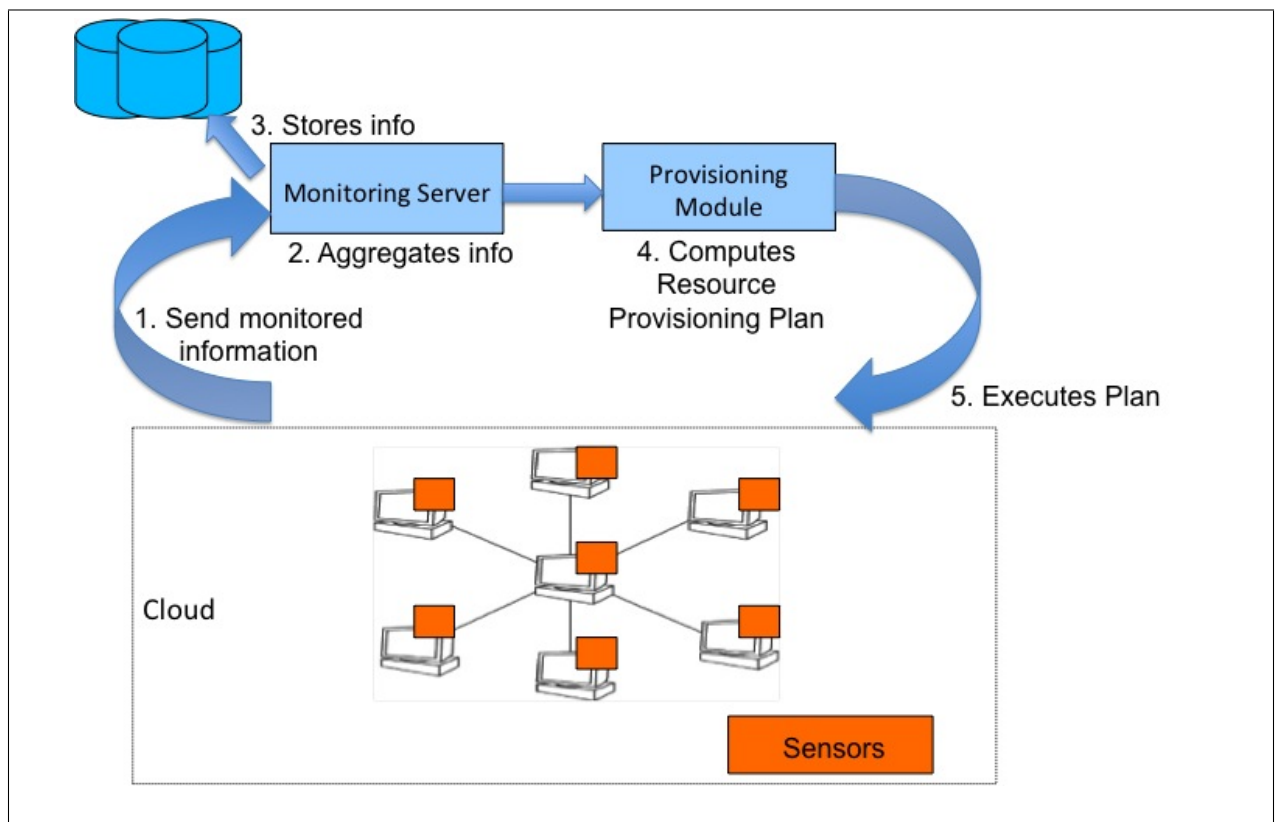 3. Stores info
Monitoring Server
Provisioning
Module
2. Aggregates info
4. Computes
Resource
Provisioning Plan
1. Send monitored
information
5. Executes Plan
Cloud
Sensors